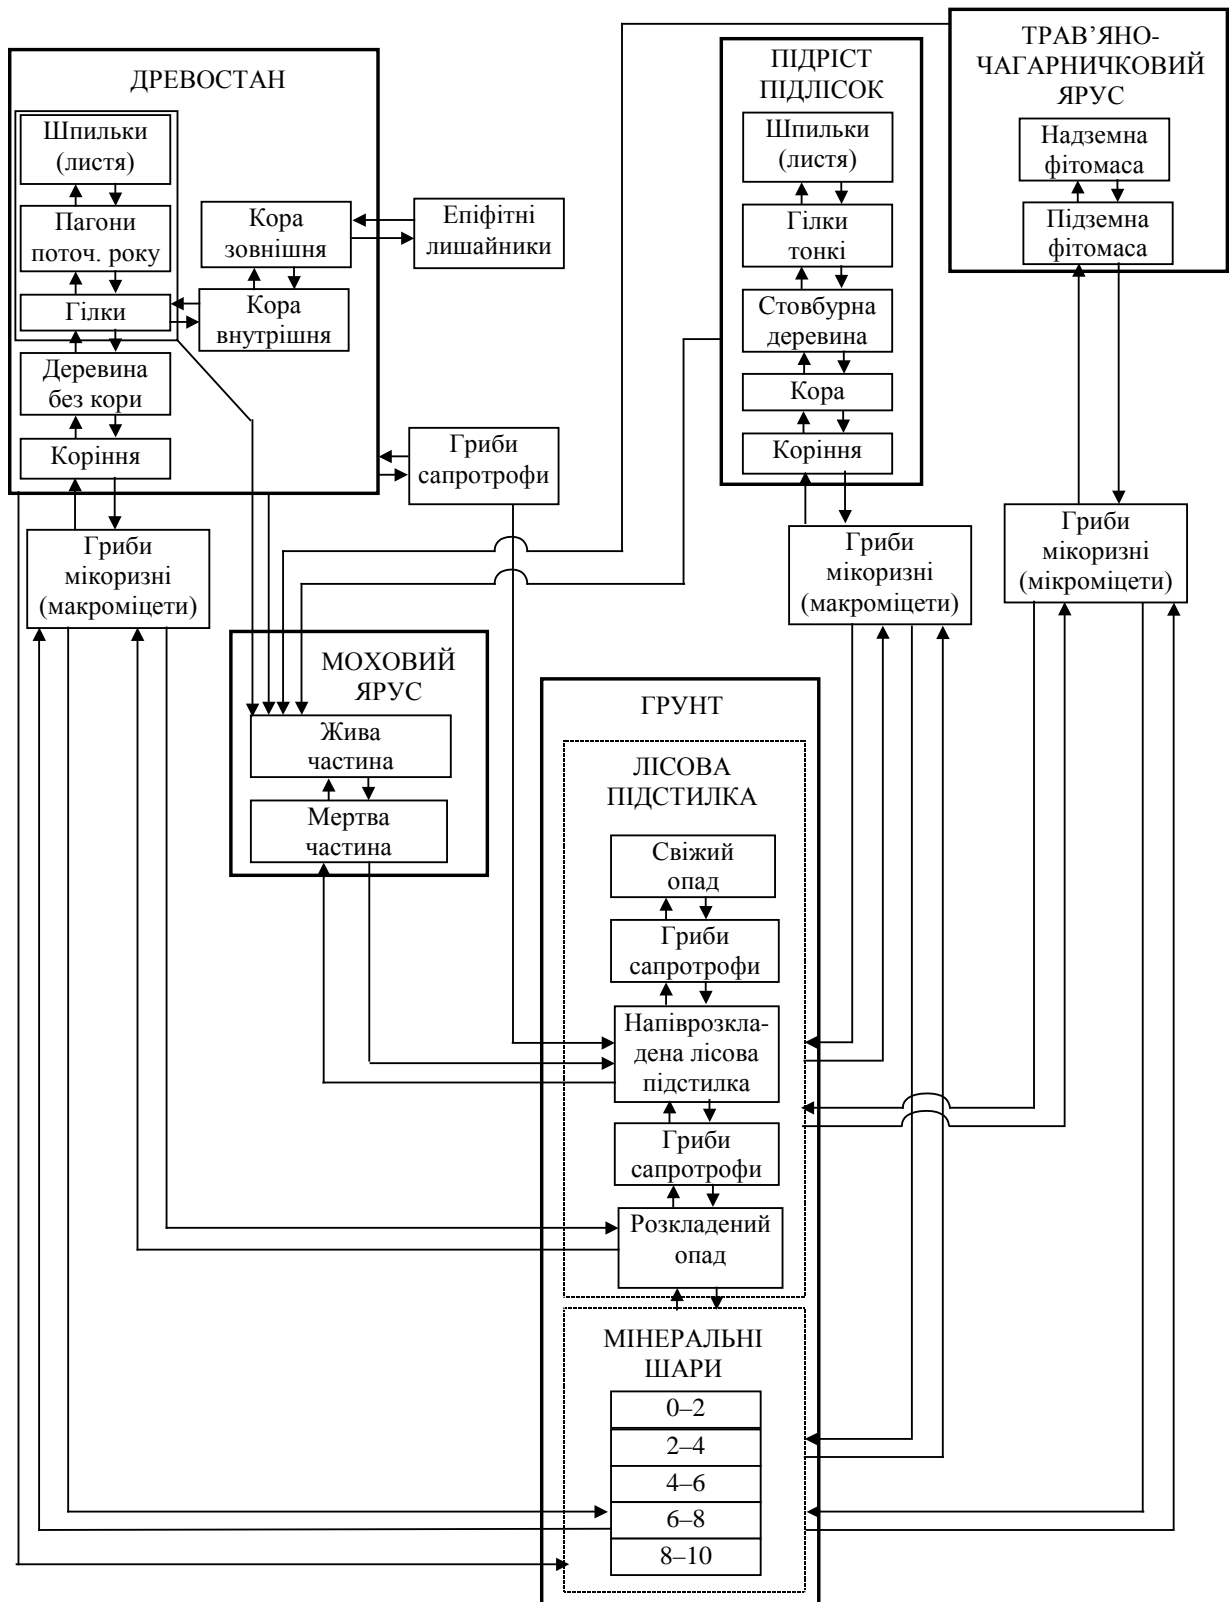 ДРЕВОСТАН
Шпильки
(листя)
Пагони
поточ. року
Гілки
Деревина
без кори
Коріння
Кора
зовнішня
Кора
внутрішня
Епіфітні
лишайники
Гриби
сапротрофи
Гриби
мікоризні
(макроміцети)
ПІДРІСТ
ПІДЛІСОК
Шпильки
(листя)
Гілки
тонкі
Стовбурна
деревина
Кора
Коріння
Гриби
мікоризні
(макроміцети)
ТРАВ’ЯНО-
ЧАГАРНИЧКОВИЙ
ЯРУС
Надземна
фітомаса
Підземна
фітомаса
Гриби
мікоризні
(мікроміцети)
МОХОВИЙ
ЯРУС
Жива
частина
Мертва
частина
ГРУНТ
ЛІСОВА
ПІДСТИЛКА
Свіжий
опад
Гриби
сапротрофи
Напіврозкла-
дена лісова
підстилка
Гриби
сапротрофи
Розкладений
опад
МІНЕРАЛЬНІ
ШАРИ
0–2
2–4
4–6
6–8
8–10